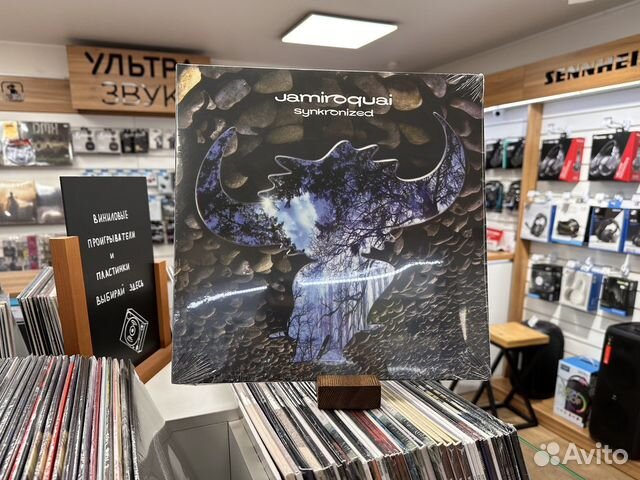 УЛЬТРА
ЗВУК
SENNHEI
Jamiroquai
synkronized
ВИНИЛОВЫЕ
ПРОИГРЫВАТЕЛИ
И
ПЛАСТИНКИ
ВЫБИРАЙ ЗДЕСЬ
Avito